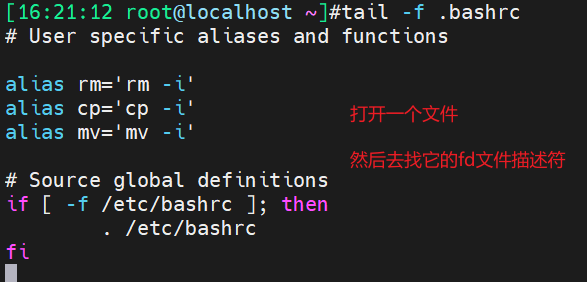 [16:21:12 root@localhost ~]#tail -f .bashrc
# User specific aliases and functions
alias rm='rm -i'
alias cp='cp -i'
alias mv='mv -i'
打开一个文件
然后去找它的fd文件描述符
# Source global definitions
if [ -f /etc/bashrc ]; then
        . /etc/bashrc
fi